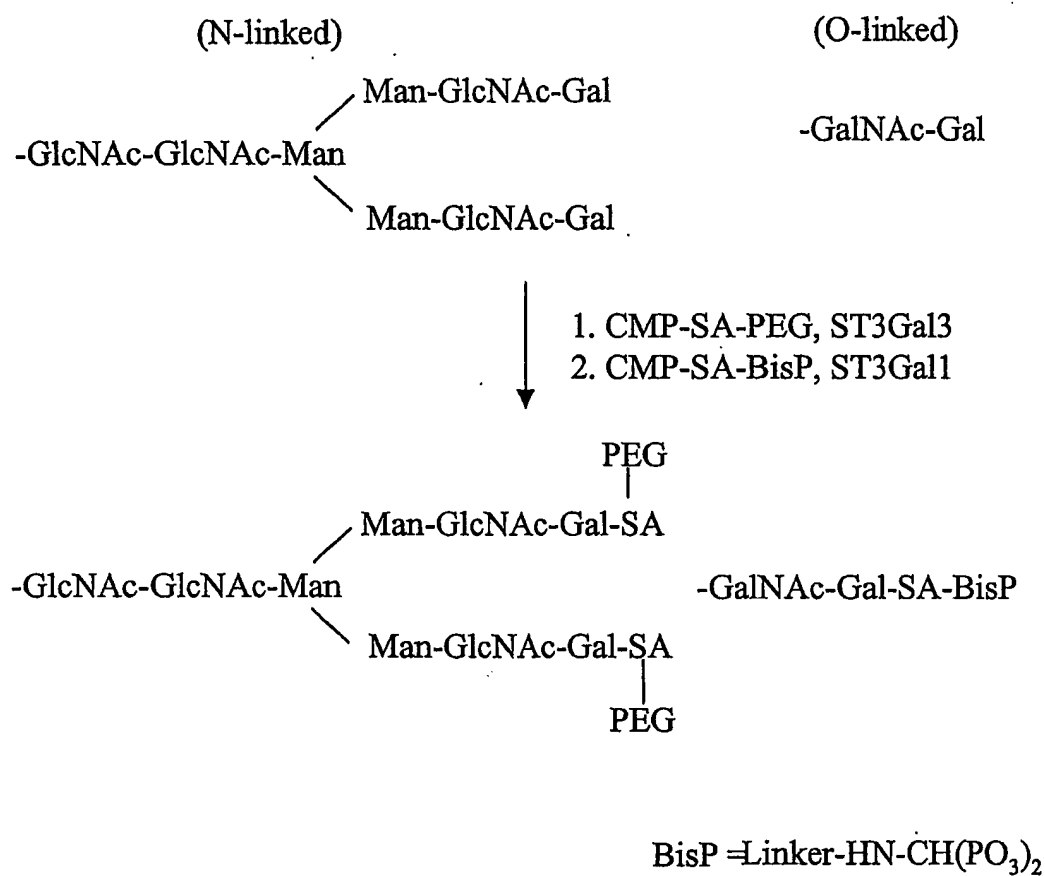 (N-linked)
(O-linked)
Man-GlcNAc-Gal
-GalNAc-Gal
-GlcNAc-GlcNAc-Man
Man-GlcNAc-Gal
1. CMP-SA-PEG, ST3Gal3
2. CMP-SA-BisP, ST3Gal1
PEG
Man-GlcNAc-Gal-SA
-GlcNAc-GlcNAc-Man
-GalNAc-Gal-SA-BisP
Man-GlcNAc-Gal-SA
PEG
BisP =Linker-HN-CH(PO3)2